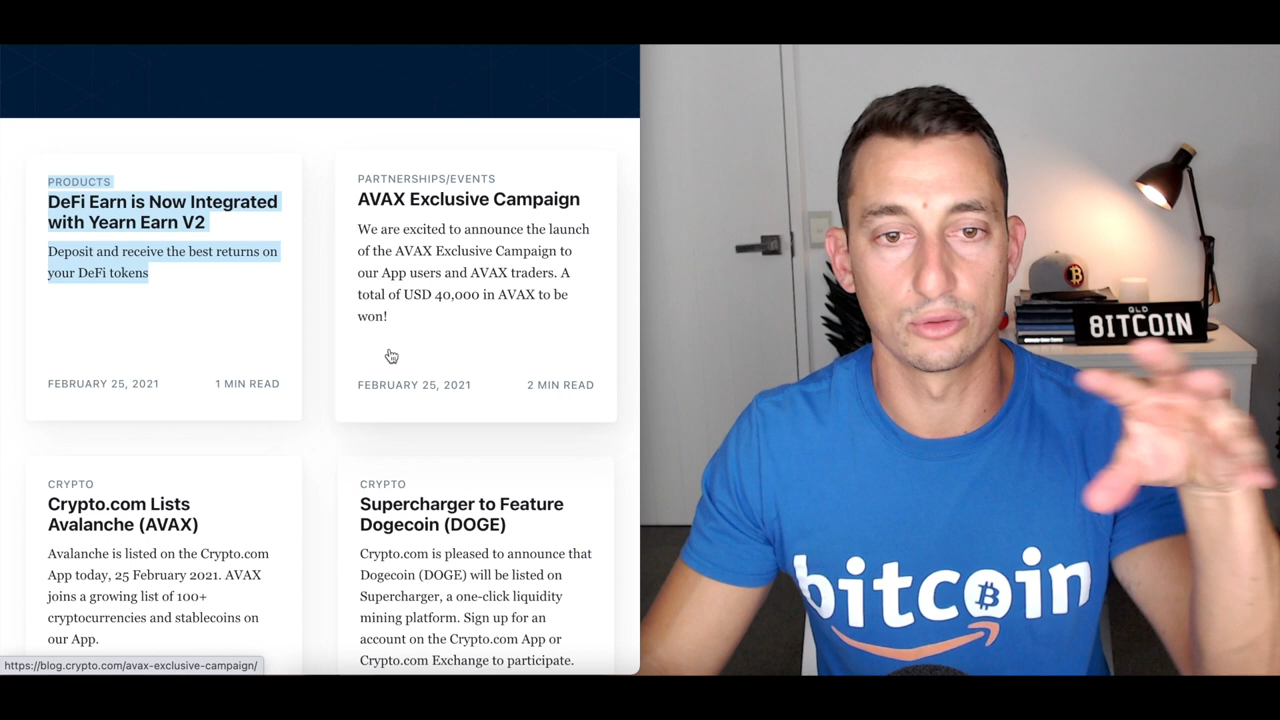 PRODUCTS
DeFi Earn is Now Integrated
with Yearn Earn V2
Deposit and receive the best returns on
your DeFi tokens
FEBRUARY 25, 2021
1 MIN READ
PARTNERSHIPS/EVENTS
AVAX Exclusive Campaign
We are excited to announce the launch
of the AVAX Exclusive Campaign to
our App users and AVAX traders. A
total of USD 40,000 in AVAX to be
won!
FEBRUARY 25, 2021
2 MIN READ
CRYPTO
Crypto.com Lists
Avalanche (AVAX)
Avalanche is listed on the Crypto.com
App today, 25 February 2021. AVAX
joins a growing list of 100+
cryptocurrencies and stablecoins on
our App.
CRYPTO
Supercharger to Feature
Dogecoin (DOGE)
Crypto.com is pleased to announce that
Dogecoin (DOGE) will be listed on
Supercharger, a one-click liquidity
mining platform. Sign up for an
account on the Crypto.com App or
Crypto.com Exchange to participate.
https://blog.crypto.com/avax-exclusive-campaign/
QLD
8ITCOIN
bitcoin